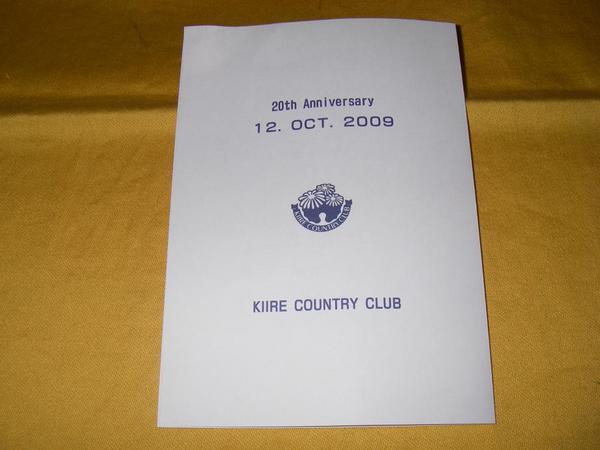 20th Anniversary
12. OCT. 2009
KIIRE COUNTRY CLUB
KIIRE COUNTRY CLUB